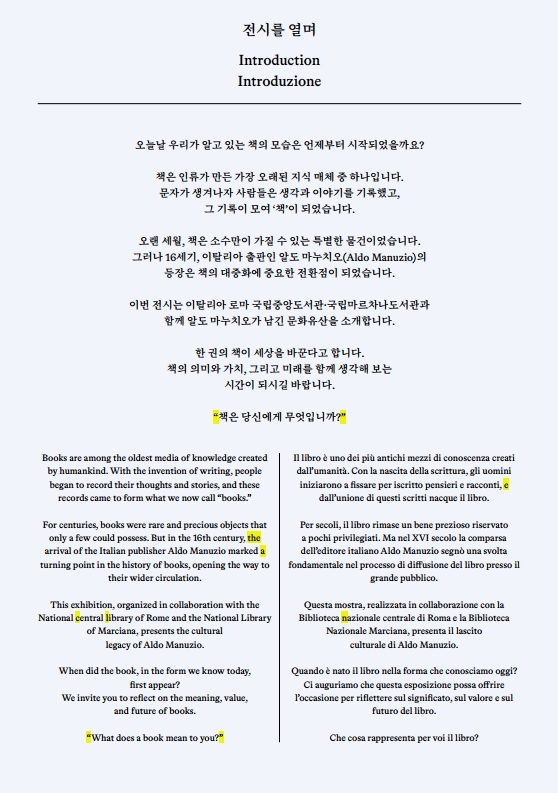 전시를 열며
Introduction
Introduzione
오늘날 우리가 알고 있는 책의 모습은 언제부터 시작되었을까요?
책은 인류가 만든 가장 오래된 지식 매체 중 하나입니다.
문자가 생겨나자 사람들은 생각과 이야기를 기록했고,
그 기록이 모여 ‘책’이 되었습니다.
오랜 세월, 책은 소수만이 가질 수 있는 특별한 물건이었습니다.
그러나 16세기, 이탈리아 출판인 알도 마누치오(Aldo Manuzio)의
등장은 책의 대중화에 중요한 전환점이 되었습니다.
이번 전시는 이탈리아 로마 국립중앙도서관·국립마르차나도서관과
함께 알도 마누치오가 남긴 문화유산을 소개합니다.
한 권의 책이 세상을 바꾼다고 합니다.
책의 의미와 가치, 그리고 미래를 함께 생각해 보는
시간이 되시길 바랍니다.
“책은 당신에게 무엇입니까?”
Books are among the oldest media of knowledge created
by humankind. With the invention of writing, people
began to record their thoughts and stories, and these
records came to form what we now call “books.”
For centuries, books were rare and precious objects that
only a few could possess. But in the 16th century, the
arrival of the Italian publisher Aldo Manuzio marked a
turning point in the history of books, opening the way to
their wider circulation.
This exhibition, organized in collaboration with the
National central library of Rome and the National Library
of Marciana, presents the cultural
legacy of Aldo Manuzio.
When did the book, in the form we know today,
first appear?
We invite you to reflect on the meaning, value,
and future of books.
“What does a book mean to you?”
Il libro è uno dei più antichi mezzi di conoscenza creati
dall’umanità. Con la nascita della scrittura, gli uomini
iniziarono a fissare per iscritto pensieri e racconti, e
dall’unione di questi scritti nacque il libro.
Per secoli, il libro rimase un bene prezioso riservato
a pochi privilegiati. Ma nel XVI secolo la comparsa
dell’editore italiano Aldo Manuzio segnò una svolta
fondamentale nel processo di diffusione del libro presso il
grande pubblico.
Questa mostra, realizzata in collaborazione con la
Biblioteca nazionale centrale di Roma e la Biblioteca
Nazionale Marciana, presenta il lascito
culturale di Aldo Manuzio.
Quando è nato il libro nella forma che conosciamo oggi?
Ci auguriamo che questa esposizione possa offrire
l’occasione per riflettere sul significato, sul valore e sul
futuro del libro.
Che cosa rappresenta per voi il libro?